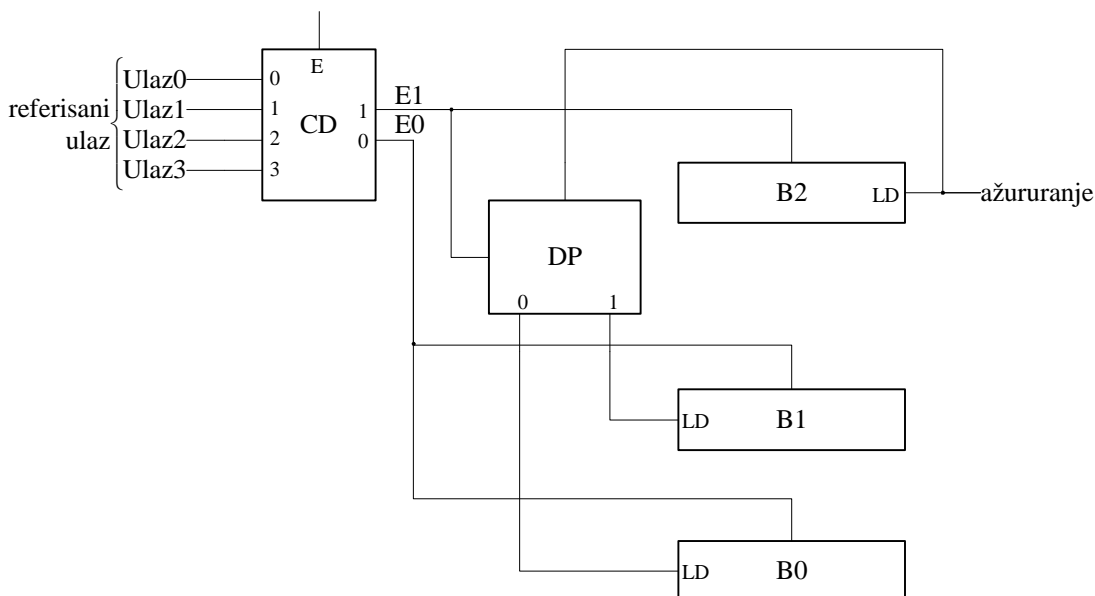 E
Ulaz0
Ulaz1
Ulaz2
Ulaz3
referisani
ulaz
0
1
2
3
CD
1
0
E1
E0
B2
LD
ažururanje
DP
0
1
LD
B1
LD
B0